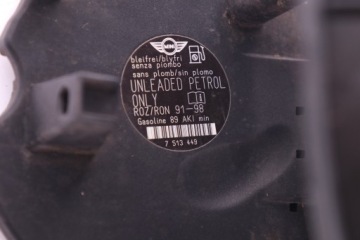 MINI
bleifrei/blyfri
senza piombo
sans plomb/sin plomo
UNLEADED PETROL
ONLY
ROZ/RON 91-98
Gasoline 89 AKI min
7 513 449